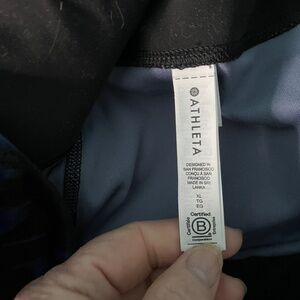 ATHLETA
DESIGNED IN
SAN FRANCISCO
CONÇU À SAN
FRANCISCO
MADE IN SRI
LANKA
XL
TG
EG
Certified
B
Corporation